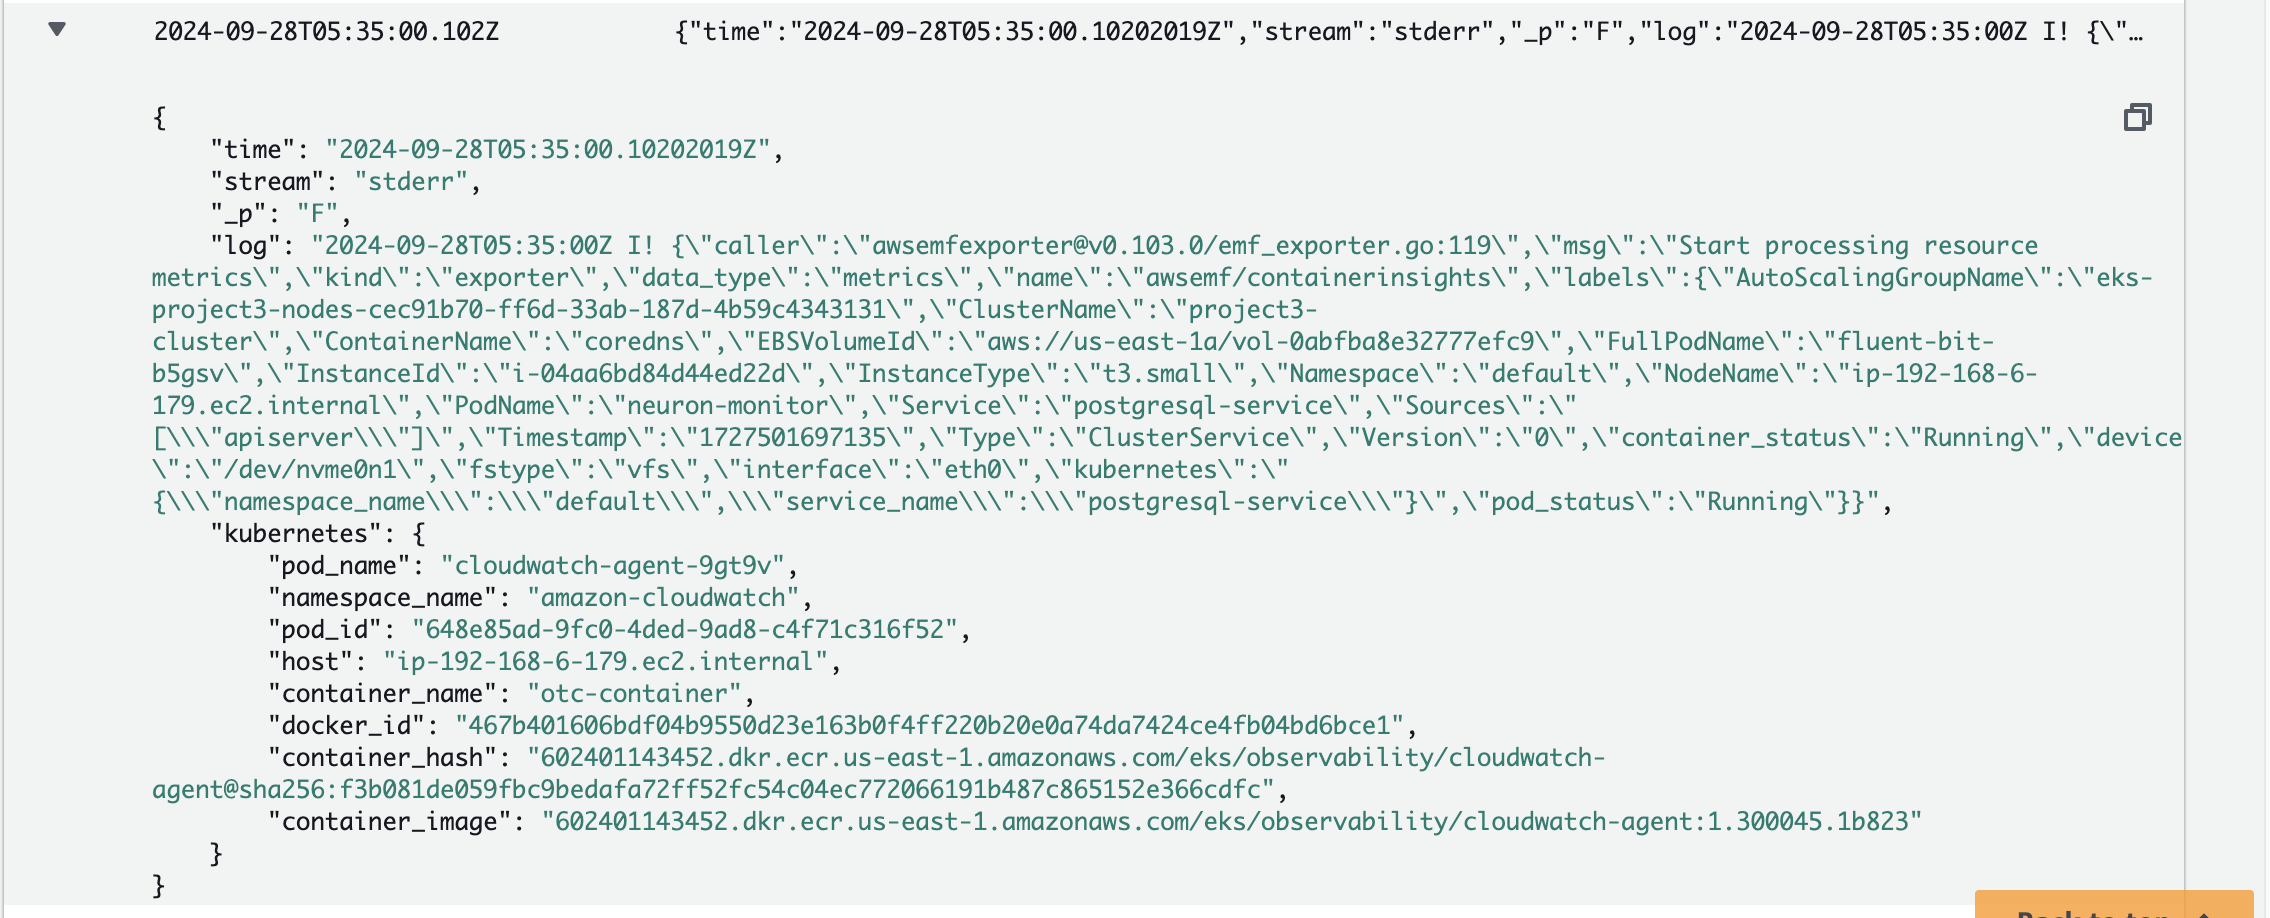 2024-09-28T05:35:00.102Z {"time":"2024-09-28T05:35:00.10202019Z","stream":"stderr","_p":"F","log":"2024-09-28T05:35:00Z I! {\"…
{
"time": "2024-09-28T05:35:00.10202019Z",
"stream": "stderr",
"_p": "F",
"log": "2024-09-28T05:35:00Z I! {\"caller\":\"awsemfexporter@v0.103.0/emf_exporter.go:119\",\"msg\":\"Start processing resource
metrics\",\"kind\":\"exporter\",\"data_type\":\"metrics\",\"name\":\"awsemf/containerinsights\",\"labels\":{\"AutoScalingGroupName\":\"eks-
project3-nodes-cec91b70-ff6d-33ab-187d-4b59c4343131\",\"ClusterName\":\"project3-
cluster\",\"ContainerName\":\"coredns\",\"EBSVolumeId\":\"aws://us-east-1a/vol-0abfba8e32777efc9\",\"FullPodName\":\"fluent-bit-
b5gsv\",\"InstanceId\":\"i-04aa6bd84d44ed22d\",\"InstanceType\":\"t3.small\",\"Namespace\":\"default\",\"NodeName\":\"ip-192-168-6-
179.ec2.internal\",\"PodName\":\"neuron-monitor\",\"Service\":\"postgresql-service\",\"Sources\":\"
[\\\"apiserver\\\"]\",\"Timestamp\":\"1727501697135\",\"Type\":\"ClusterService\",\"Version\":\"0\",\"container_status\":\"Running\",\"device
\":\"/dev/nvme0n1\",\"fstype\":\"vfs\",\"interface\":\"eth0\",\"kubernetes\":\"
{\\\"namespace_name\\\":\\\"default\\\",\\\"service_name\\\":\\\"postgresql-service\\\"}\",\"pod_status\":\"Running\"}}",
"kubernetes": {
"pod_name": "cloudwatch-agent-9gt9v",
"namespace_name": "amazon-cloudwatch",
"pod_id": "648e85ad-9fc0-4ded-9ad8-c4f71c316f52",
"host": "ip-192-168-6-179.ec2.internal",
"container_name": "otc-container",
"docker_id": "467b401606bdf04b9550d23e163b0f4ff220b20e0a74da7424ce4fb04bd6bce1",
"container_hash": "602401143452.dkr.ecr.us-east-1.amazonaws.com/eks/observability/cloudwatch-
agent@sha256:f3b081de059fbc9bedafa72ff52fc54c04ec772066191b487c865152e366cdfc",
"container_image": "602401143452.dkr.ecr.us-east-1.amazonaws.com/eks/observability/cloudwatch-agent:1.300045.1b823"
}
}
Back to top